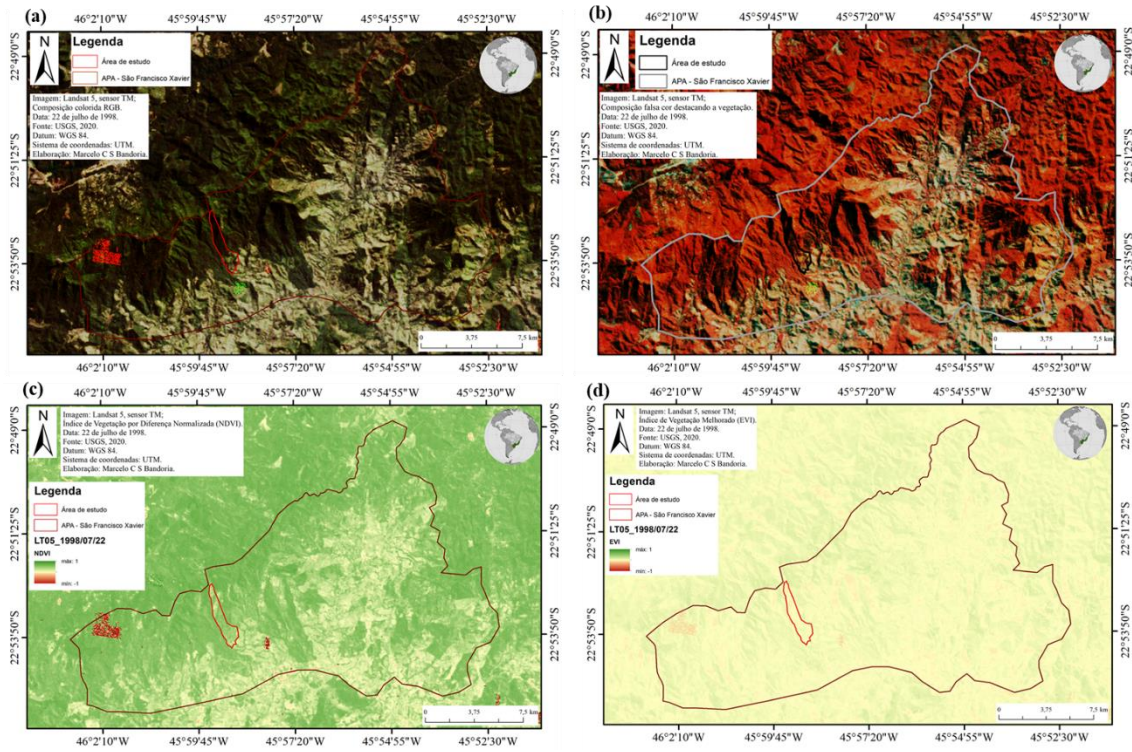 (a)
46°2'10"W 45°59'45"W 45°57'20"W 45°54'55"W 45°52'30"W
22°49'0"S
22°51'25"S
22°53'50"S
N
Legenda
Área de estudo
APA - São Francisco Xavier
Imagem: Landsat 5, sensor TM;
Composição colorida RGB.
Data: 22 de julho de 1998.
Fonte: USGS, 2020.
Datum: WGS 84.
Sistema de coordenadas: UTM.
Elaboração: Marcelo C S Bandoria.
0 3,75 7,5 km
46°2'10"W 45°59'45"W 45°57'20"W 45°54'55"W 45°52'30"W
(b)
46°2'10"W 45°59'45"W 45°57'20"W 45°54'55"W 45°52'30"W
22°49'0"S
22°51'25"S
22°53'50"S
N
Legenda
Área de estudo
APA - São Francisco Xavier
Imagem: Landsat 5, sensor TM;
Composição falsa cor destacando a vegetação.
Data: 22 de julho de 1998.
Fonte: USGS, 2020.
Datum: WGS 84.
Sistema de coordenadas: UTM.
Elaboração: Marcelo C S Bandoria.
0 3,75 7,5 km
46°2'10"W 45°59'45"W 45°57'20"W 45°54'55"W 45°52'30"W
(c)
22°49'0"S
22°51'25"S
22°53'50"S
N
Imagem: Landsat 5, sensor TM;
Índice de Vegetação por Diferença Normalizada (NDVI).
Data: 22 de julho de 1998.
Fonte: USGS, 2020.
Datum: WGS 84.
Sistema de coordenadas: UTM.
Elaboração: Marcelo C S Bandoria.
Legenda
Área de estudo
APA - São Francisco Xavier
LT05_1998/07/22
NDVI
máx: 1
mín: -1
0 3,75 7,5 km
46°2'10"W 45°59'45"W 45°57'20"W 45°54'55"W 45°52'30"W
(d)
22°49'0"S
22°51'25"S
22°53'50"S
N
Imagem: Landsat 5, sensor TM;
Índice de Vegetação Melhorado (EVI).
Data: 22 de julho de 1998.
Fonte: USGS, 2020.
Datum: WGS 84.
Sistema de coordenadas: UTM.
Elaboração: Marcelo C S Bandoria.
Legenda
Área de estudo
APA - São Francisco Xavier
LT05_1998/07/22
EVI
máx: 1
mín: -1
0 3,75 7,5 km
46°2'10"W 45°59'45"W 45°57'20"W 45°54'55"W 45°52'30"W